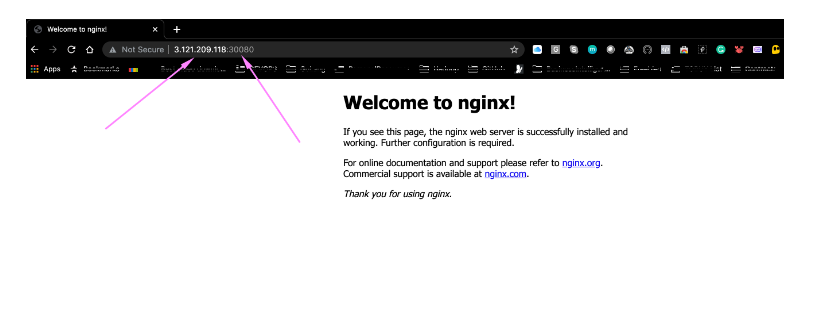 Welcome to nginx!
Not Secure | 3.121.209.118:30080
Apps
Welcome to nginx!
If you see this page, the nginx web server is successfully installed and
working. Further configuration is required.
For online documentation and support please refer to nginx.org.
Commercial support is available at nginx.com.
Thank you for using nginx.